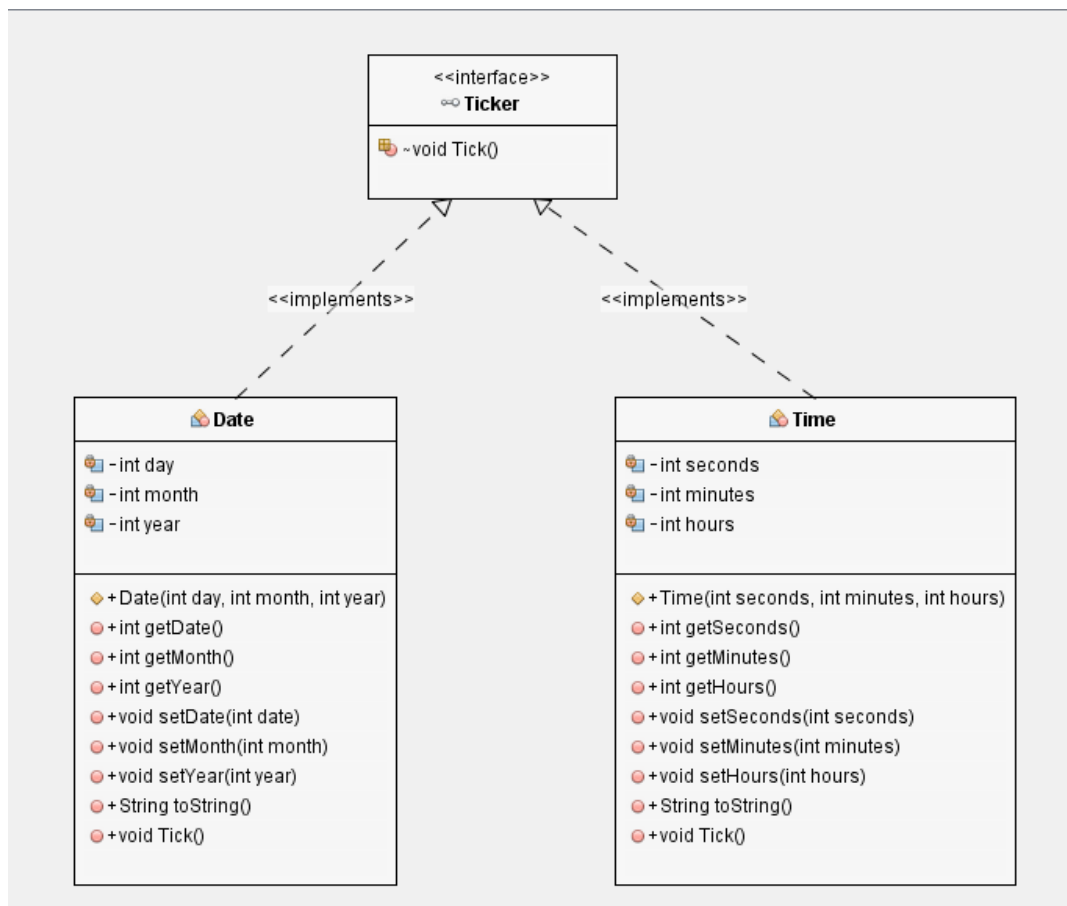 <<interface>>
Ticker
~void Tick()
<<implements>>
<<implements>>
Date
-int day
-int month
-int year
+Date(int day, int month, int year)
+int getDate()
+int getMonth()
+int getYear()
+void setDate(int date)
+void setMonth(int month)
+void setYear(int year)
+String toString()
+void Tick()
Time
-int seconds
-int minutes
-int hours
+Time(int seconds, int minutes, int hours)
+int getSeconds()
+int getMinutes()
+int getHours()
+void setSeconds(int seconds)
+void setMinutes(int minutes)
+void setHours(int hours)
+String toString()
+void Tick()